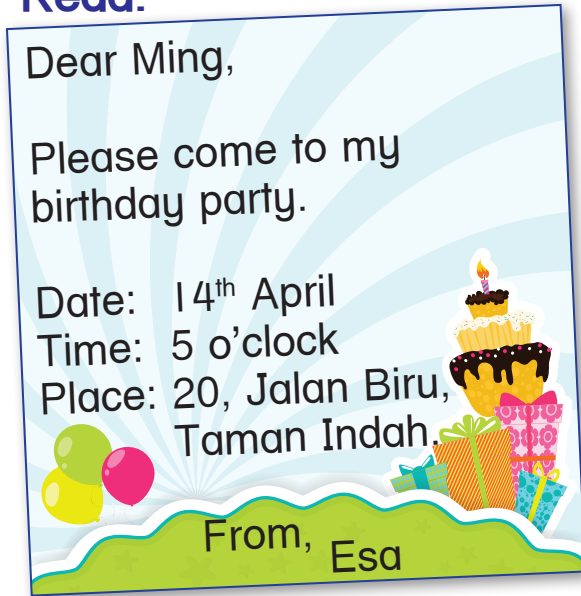 Read.
Dear Ming,
Please come to my
birthday party.
Date: 14th April
Time: 5 o'clock
Place: 20, Jalan Biru,
Taman Indah.
From,
Esa